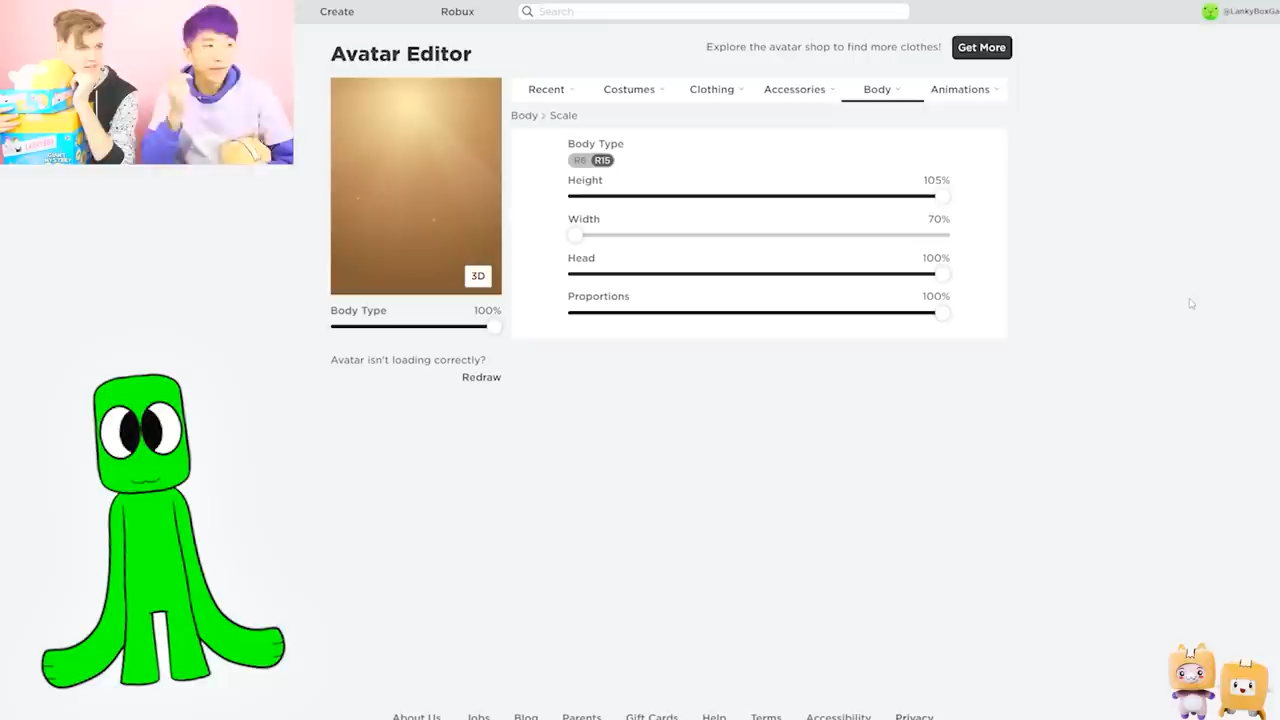 Create
Robux
Search
@LankyBoxGa
Avatar Editor
Explore the avatar shop to find more clothes!
Get More
Recent
Costumes
Clothing
Accessories
Body
Animations
Body > Scale
Body Type
R6 R15
Height 105%
Width 70%
Head 100%
Proportions 100%
3D
Body Type 100%
Avatar isn't loading correctly?
Redraw
About Us
Jobs
Blog
Parents
Gift Cards
Help
Terms
Accessibility
Privacy